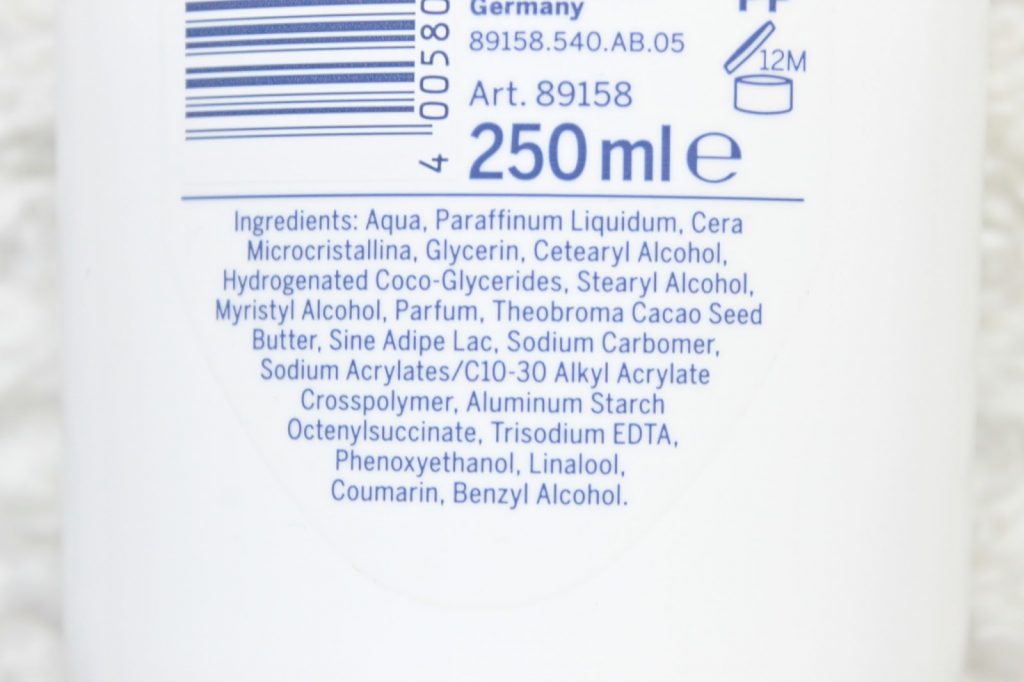 Germany
89158.540.AB.05
12M
Art. 89158
4 00580
250 ml e
Ingredients: Aqua, Paraffinum Liquidum, Cera
Microcristallina, Glycerin, Cetearyl Alcohol,
Hydrogenated Coco-Glycerides, Stearyl Alcohol,
Myristyl Alcohol, Parfum, Theobroma Cacao Seed
Butter, Sine Adipe Lac, Sodium Carbomer,
Sodium Acrylates/C10-30 Alkyl Acrylate
Crosspolymer, Aluminum Starch
Octenylsuccinate, Trisodium EDTA,
Phenoxyethanol, Linalool,
Coumarin, Benzyl Alcohol.